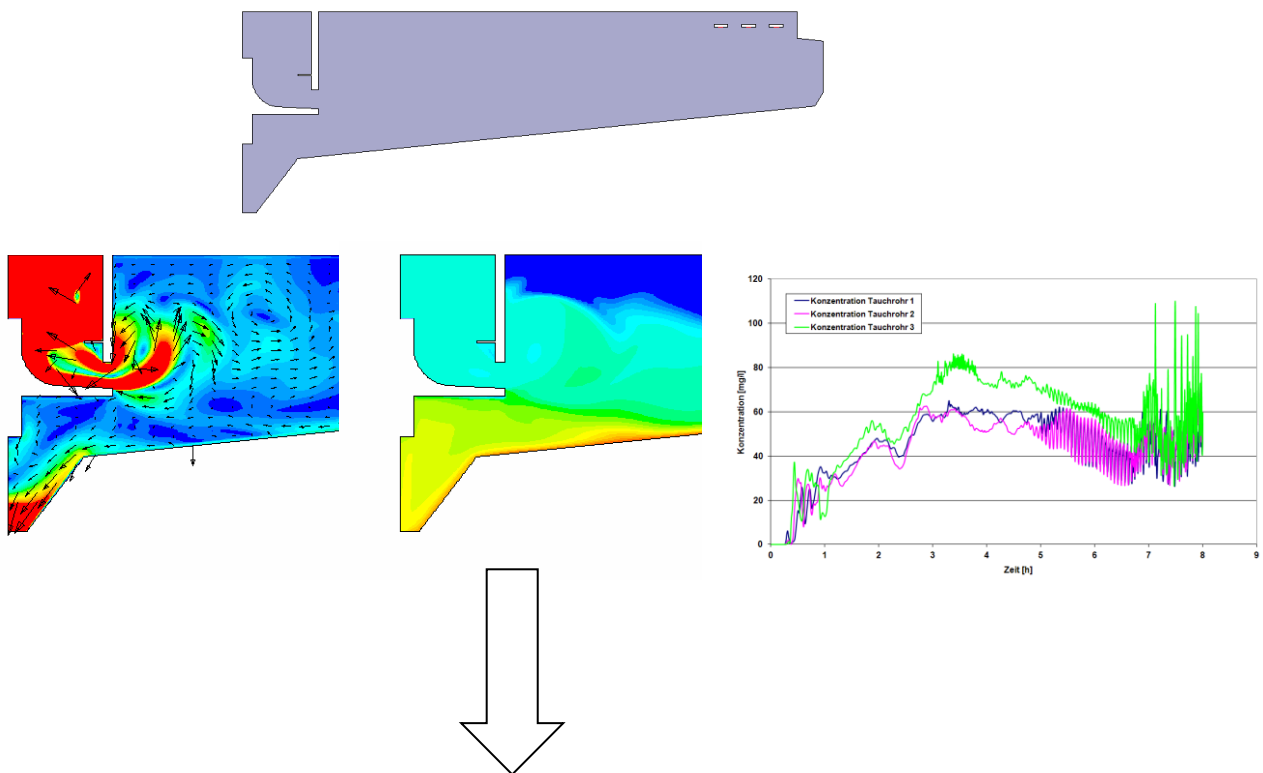 Konzentration Tauchrohr 1
Konzentration Tauchrohr 2
Konzentration Tauchrohr 3
Konzentration [mg/l]
120
100
80
60
40
20
0
0 1 2 3 4 5 6 7 8 9
Zeit [h]